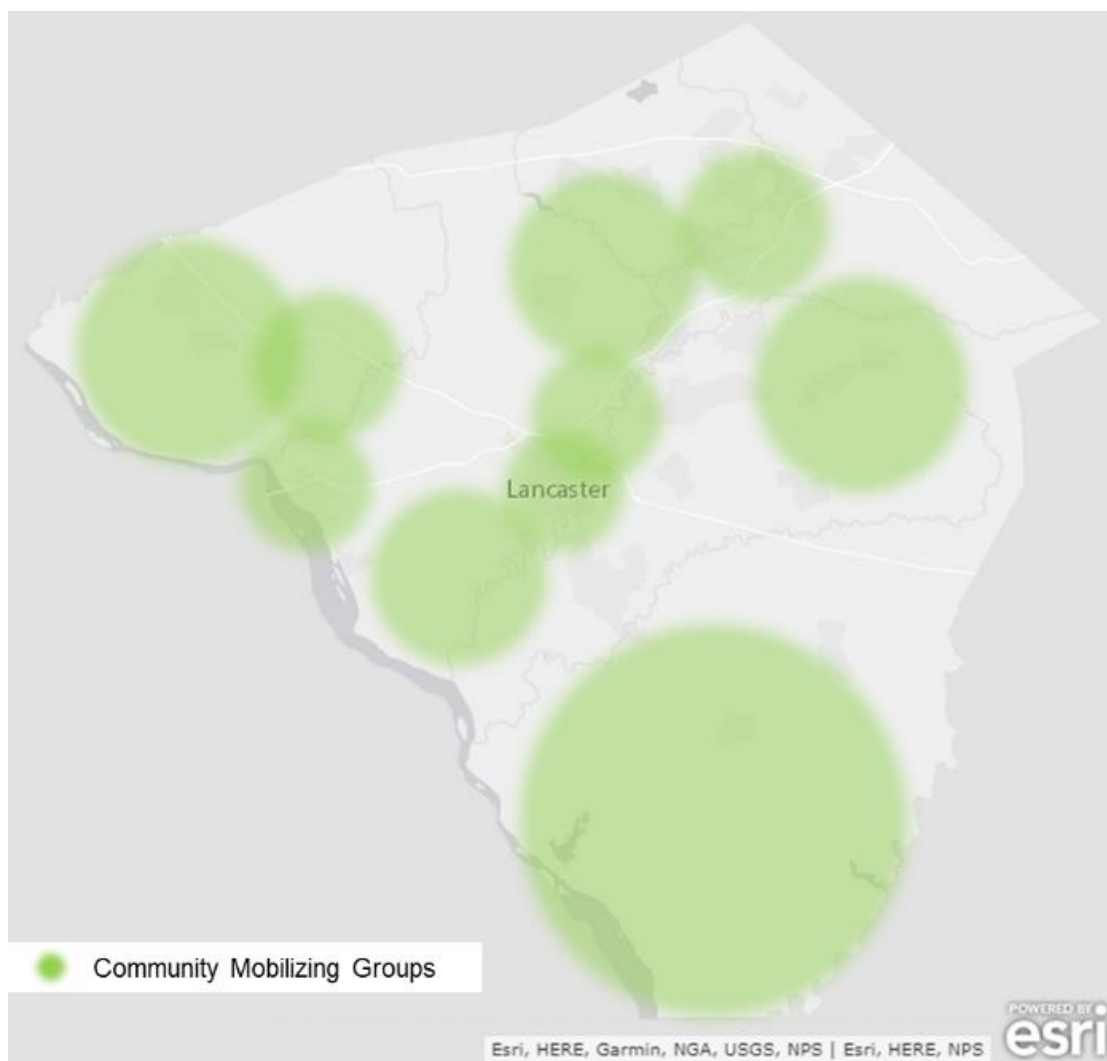 Lancaster
Community Mobilizing Groups
POWERED BY
esri
Esri, HERE, Garmin, NGA, USGS, NPS | Esri, HERE, NPS